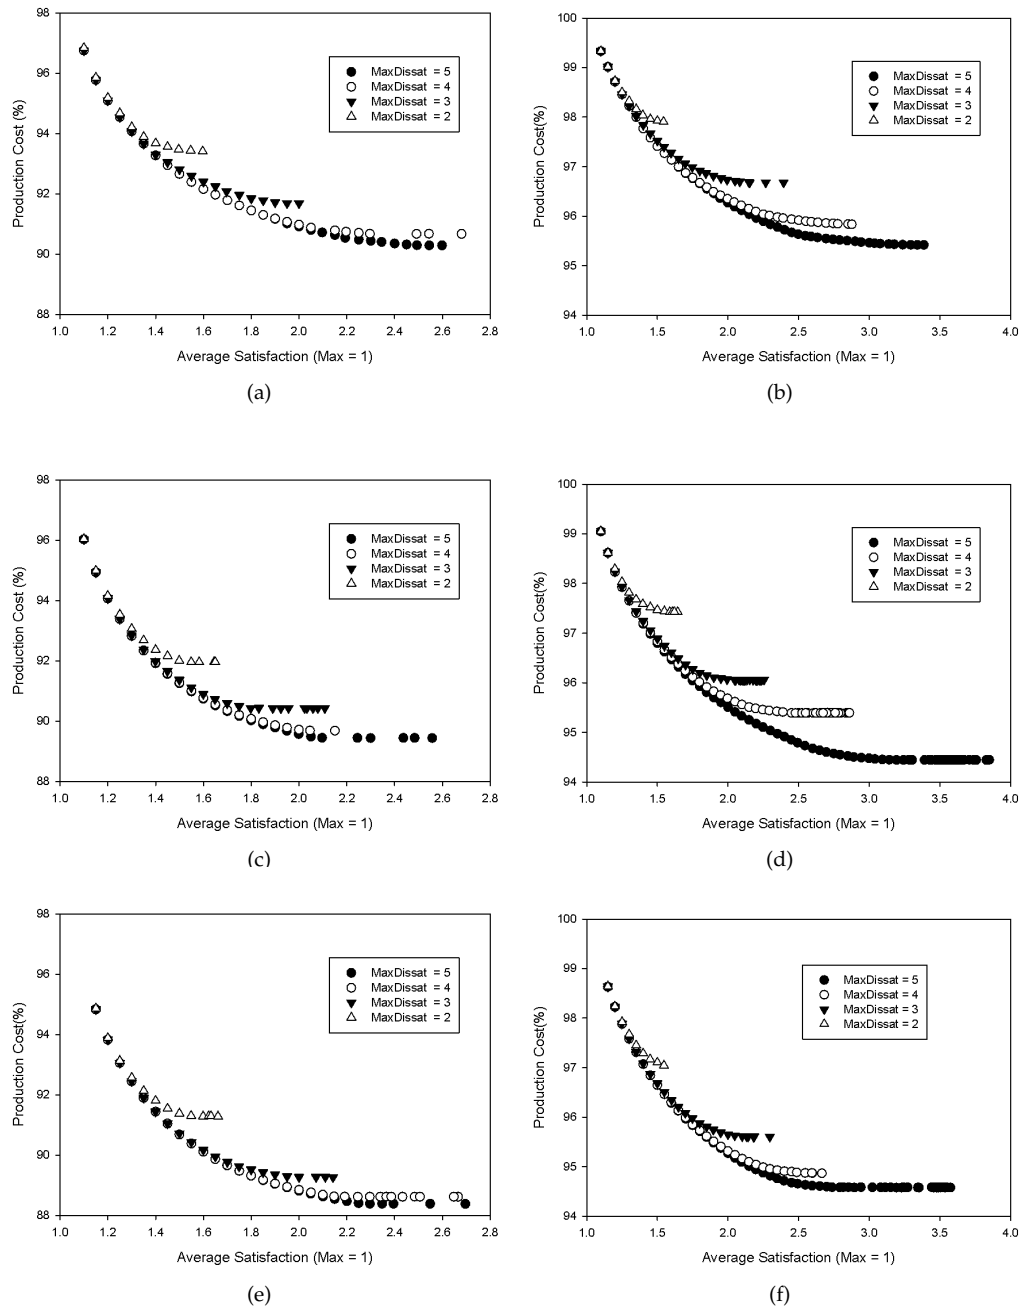 98
96
94
92
90
88
Production Cost (%)
1.0 1.2 1.4 1.6 1.8 2.0 2.2 2.4 2.6 2.8
Average Satisfaction (Max = 1)
MaxDissat = 5
MaxDissat = 4
MaxDissat = 3
MaxDissat = 2
(a)
100
99
98
97
96
95
94
Production Cost(%)
1.0 1.5 2.0 2.5 3.0 3.5 4.0
Average Satisfaction (Max = 1)
MaxDissat = 5
MaxDissat = 4
MaxDissat = 3
MaxDissat = 2
(b)
98
96
94
92
90
88
Production Cost (%)
1.0 1.2 1.4 1.6 1.8 2.0 2.2 2.4 2.6 2.8
Average Satisfaction (Max = 1)
MaxDissat = 5
MaxDissat = 4
MaxDissat = 3
MaxDissat = 2
(c)
100
99
98
97
96
95
94
Production Cost(%)
1.0 1.5 2.0 2.5 3.0 3.5 4.0
Average Satisfaction (Max = 1)
MaxDissat = 5
MaxDissat = 4
MaxDissat = 3
MaxDissat = 2
(d)
98
96
94
92
90
88
Production Cost(%)
1.0 1.2 1.4 1.6 1.8 2.0 2.2 2.4 2.6 2.8
Average Satisfaction (Max = 1)
MaxDissat = 5
MaxDissat = 4
MaxDissat = 3
MaxDissat = 2
(e)
100
99
98
97
96
95
94
Production Cost(%)
1.0 1.5 2.0 2.5 3.0 3.5 4.0
Average Satisfaction (Max = 1)
MaxDissat = 5
MaxDissat = 4
MaxDissat = 3
MaxDissat = 2
(f)